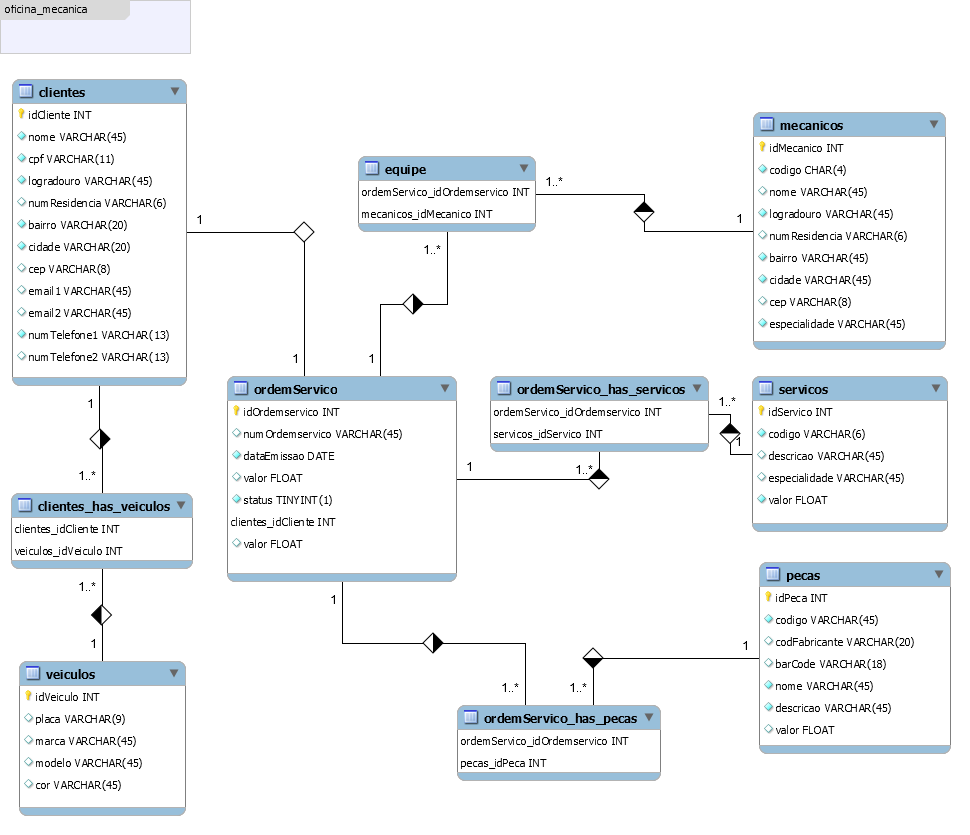 oficina_mecanica
clientes
idCliente INT
nome VARCHAR(45)
cpf VARCHAR(11)
logradouro VARCHAR(45)
numResidencia VARCHAR(6)
bairro VARCHAR(20)
cidade VARCHAR(20)
cep VARCHAR(8)
email1 VARCHAR(45)
email2 VARCHAR(45)
numTelefone1 VARCHAR(13)
numTelefone2 VARCHAR(13)
1
1
1
1..*
clientes_has_veiculos
clientes_idCliente INT
veiculos_idVeiculo INT
1..*
1
veiculos
idVeiculo INT
placa VARCHAR(9)
marca VARCHAR(45)
modelo VARCHAR(45)
cor VARCHAR(45)
equipe
ordemServico_idOrdemservico INT
mecanicos_idMecanico INT
1..*
1
1..*
1
mecanicos
idMecanico INT
codigo CHAR(4)
nome VARCHAR(45)
logradouro VARCHAR(45)
numResidencia VARCHAR(6)
bairro VARCHAR(45)
cidade VARCHAR(45)
cep VARCHAR(8)
especialidade VARCHAR(45)
ordemServico
idOrdemservico INT
numOrdemservico VARCHAR(45)
dataEmissao DATE
valor FLOAT
status TINYINT(1)
clientes_idCliente INT
valor FLOAT
1
1..*
ordemServico_has_servicos
ordemServico_idOrdemservico INT
servicos_idServico INT
1..*
1
servicos
idServico INT
codigo VARCHAR(6)
descricao VARCHAR(45)
especialidade VARCHAR(45)
valor FLOAT
1
1..*
1..*
1
ordemServico_has_pecas
ordemServico_idOrdemservico INT
pecas_idPeca INT
pecas
idPeca INT
codigo VARCHAR(45)
codFabricante VARCHAR(20)
barCode VARCHAR(18)
nome VARCHAR(45)
descricao VARCHAR(45)
valor FLOAT